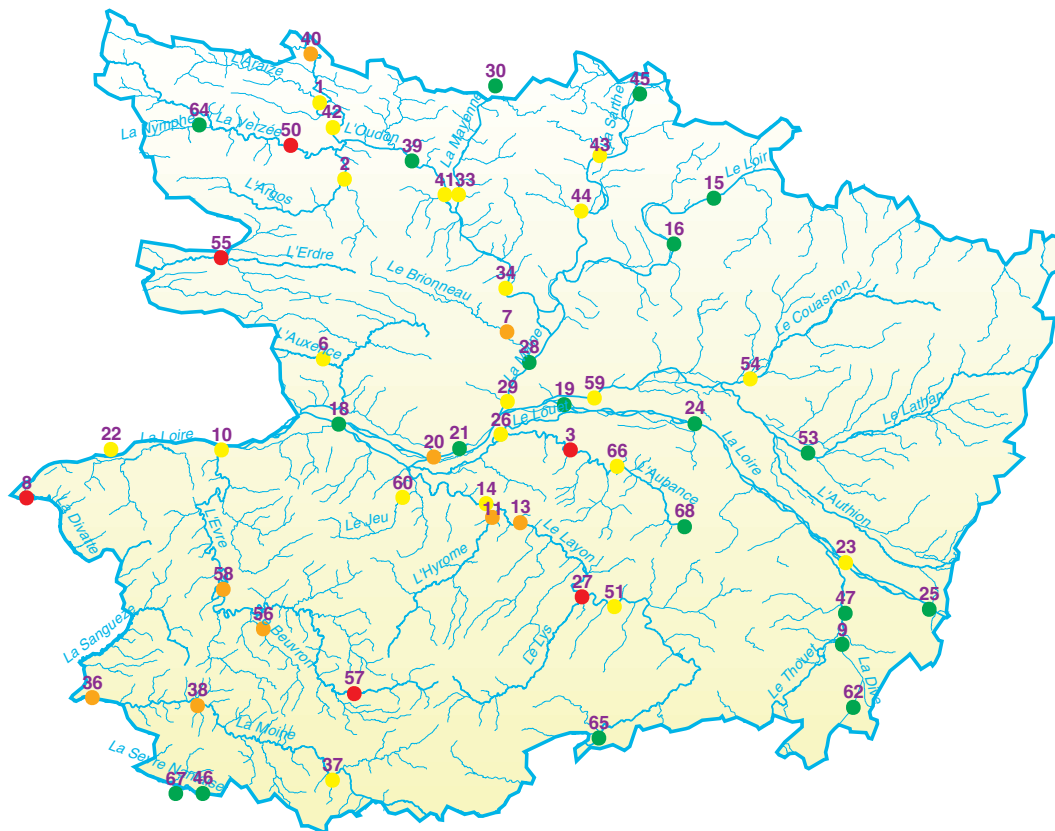 40
L'Araize
30
45
1
64
42
La Nymphe
La Verzée
50
L'Oudon
39
La Mayenne
La Sarthe
43
2
41
33
L'Argos
44
Le Loir
15
16
55
L'Erdre
Le Brionneau
34
7
28
La Maine
Le Couasnon
L'Auxence
6
54
29
19
59
18
Le Louet
26
24
Le Lathan
22
La Loire
10
20
21
3
66
L'Aubance
La Loire
53
L'Authion
8
La Divatte
60
14
11
13
Le Jeu
Le Layon
68
L'Evre
L'Hyrome
23
58
27
51
47
25
56
Le Beuvron
La Sangueze
Le Lys
9
Le Thouet
La Dive
57
36
38
62
La Moine
65
La Sevre Nantaise
67
46
37